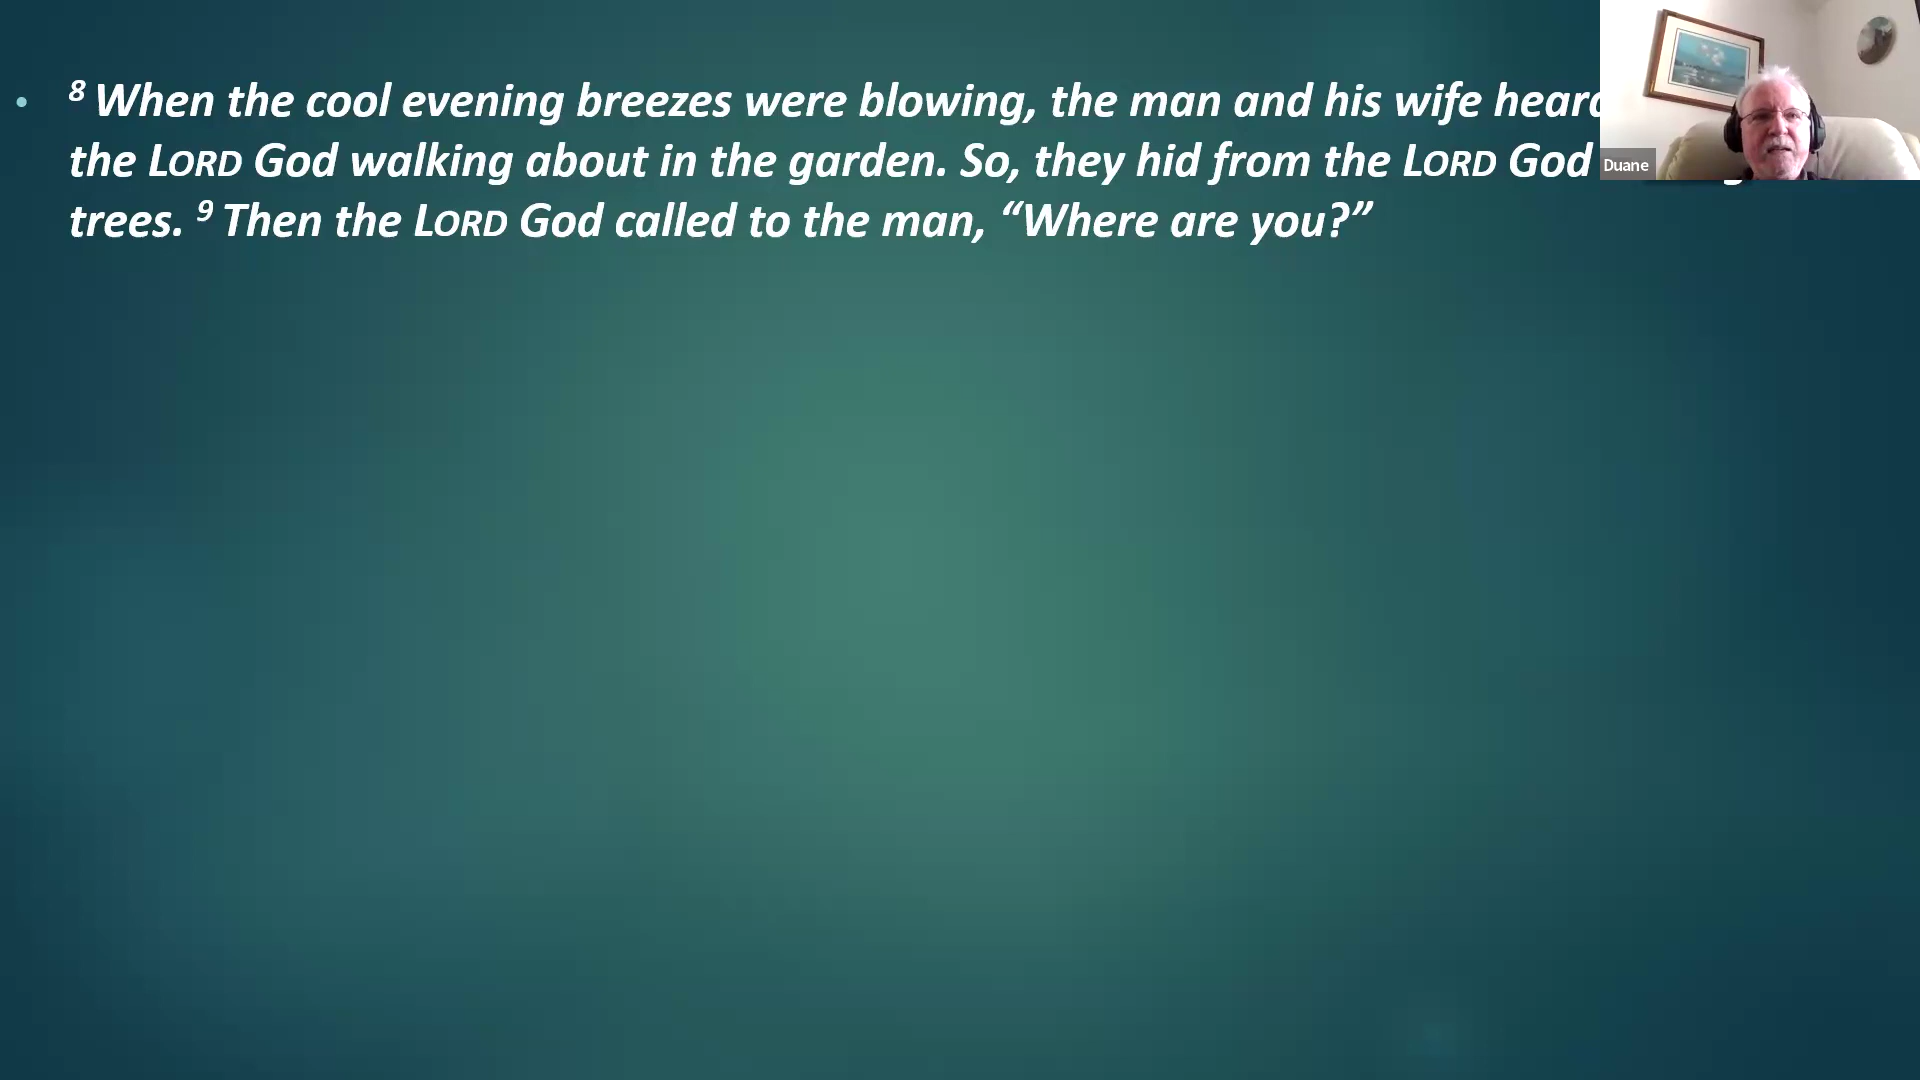 • ⁸ When the cool evening breezes were blowing, the man and his wife heard
the LORD God walking about in the garden. So, they hid from the LORD God
trees. ⁹ Then the LORD God called to the man, “Where are you?”
Duane